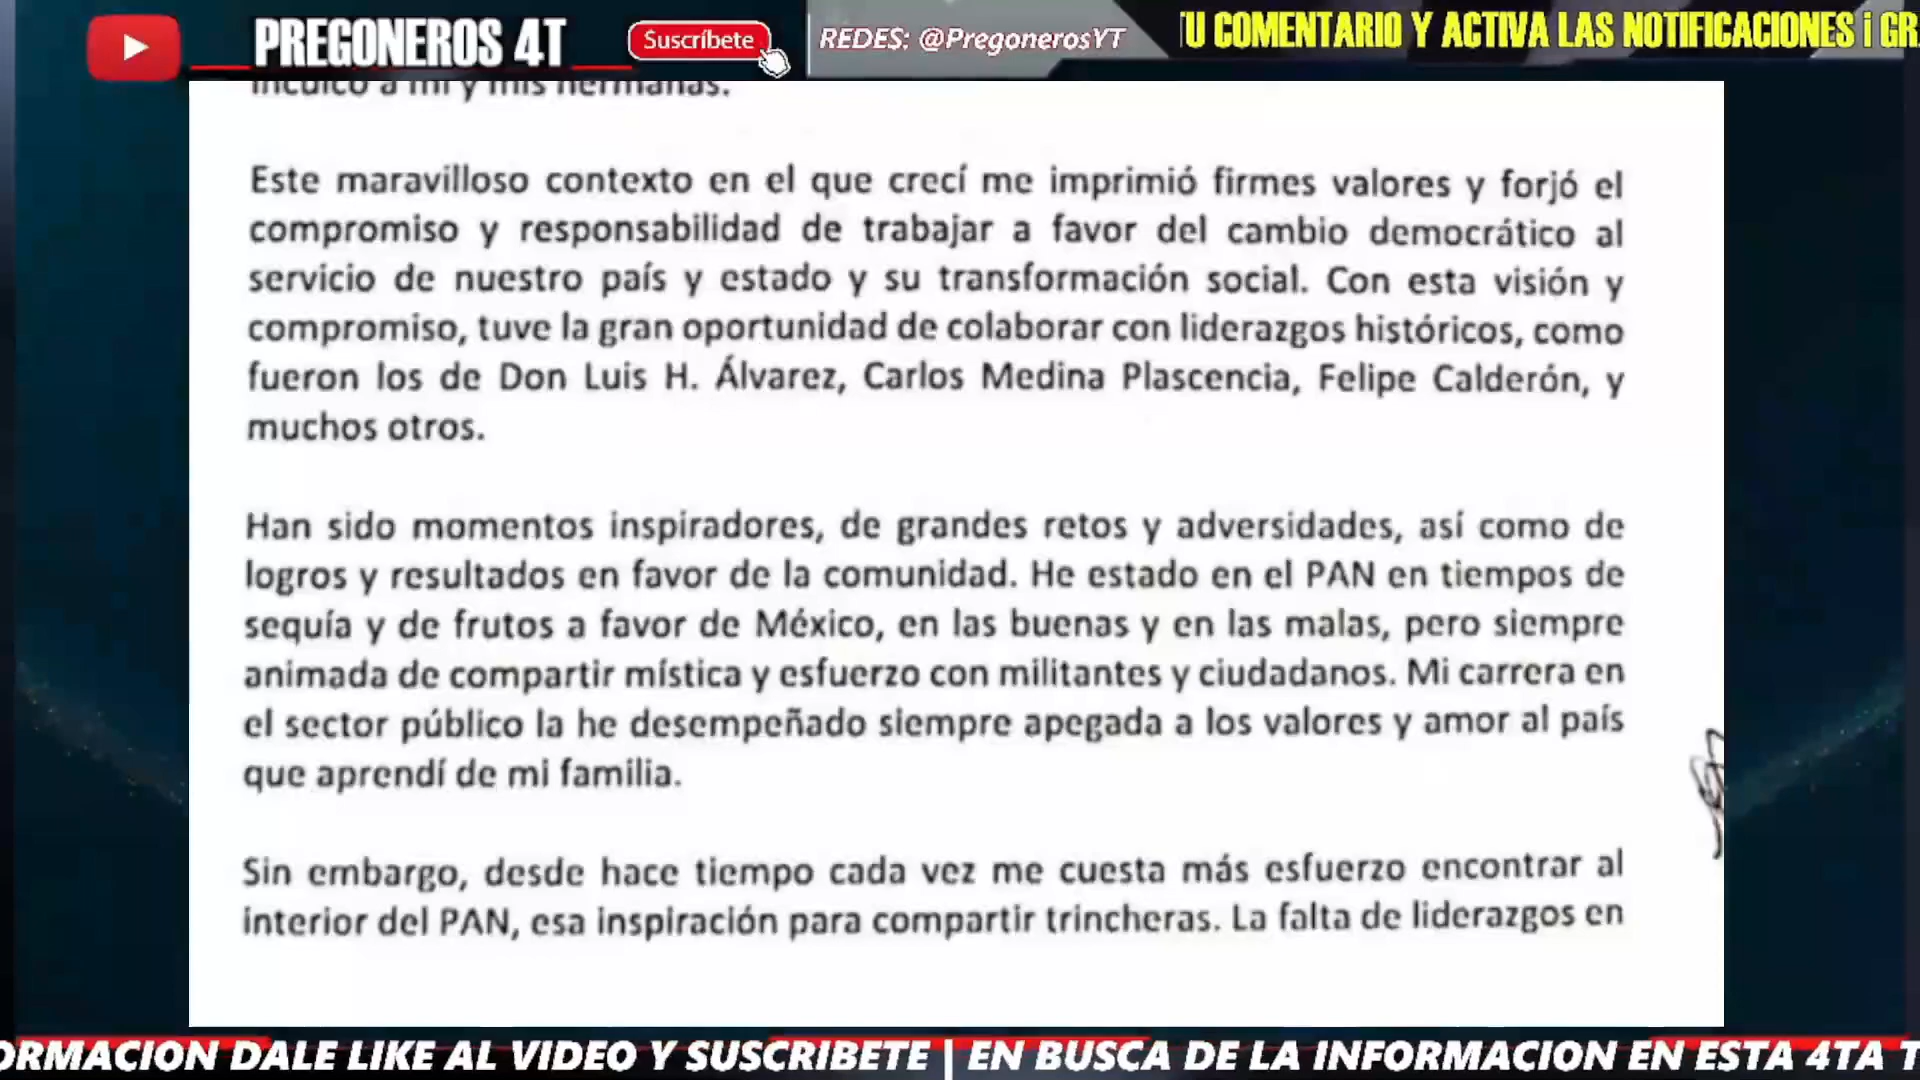 PREGONEROS 4T
Suscríbete
REDES: @PregonerosYT
TU COMENTARIO Y ACTIVA LAS NOTIFICACIONES ¡ GR
inculcó a mí y mis hermanas.
Este maravilloso contexto en el que crecí me imprimió firmes valores y forjó el
compromiso y responsabilidad de trabajar a favor del cambio democrático al
servicio de nuestro país y estado y su transformación social. Con esta visión y
compromiso, tuve la gran oportunidad de colaborar con liderazgos históricos, como
fueron los de Don Luis H. Álvarez, Carlos Medina Plascencia, Felipe Calderón, y
muchos otros.
Han sido momentos inspiradores, de grandes retos y adversidades, así como de
logros y resultados en favor de la comunidad. He estado en el PAN en tiempos de
sequía y de frutos a favor de México, en las buenas y en las malas, pero siempre
animada de compartir mística y esfuerzo con militantes y ciudadanos. Mi carrera en
el sector público la he desempeñado siempre apegada a los valores y amor al país
que aprendí de mi familia.
Sin embargo, desde hace tiempo cada vez me cuesta más esfuerzo encontrar al
interior del PAN, esa inspiración para compartir trincheras. La falta de liderazgos en
ORMACION DALE LIKE AL VIDEO Y SUSCRIBETE | EN BUSCA DE LA INFORMACION EN ESTA 4TA T